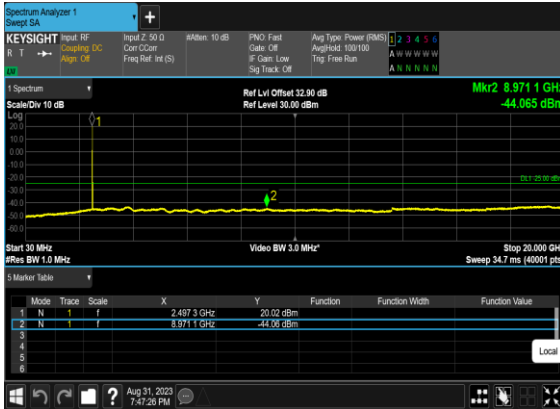 Spectrum Analyzer 1
Swept SA
+
KEYSIGHT Input: RF Input Z: 50 Ω #Atten: 10 dB PNO: Fast Avg Type: Power (RMS) 1 2 3 4 5 6
R T Coupling: DC Corr CCorr Gate: Off Avg|Hold: 100/100 A W W W W W
Align: Off Freq Ref: Int (S) IF Gain: Low Trig: Free Run
Sig Track: Off A N N N N N
1 Spectrum
Ref Lvl Offset 32.90 dB Mkr2 8.971 1 GHz
Scale/Div 10 dB Ref Level 30.00 dBm -44.065 dBm
Log
20.0
10.0
0.00
-10.0
-20.0
-30.0
-40.0
-50.0
-60.0
1
2
DL1 -25.00 dBm
Start 30 MHz Video BW 3.0 MHz* Stop 20.000 GH
#Res BW 1.0 MHz Sweep 34.7 ms (40001 pts
5 Marker Table
Mode Trace Scale X Y Function Function Width Function Value
1 N 1 f 2.497 3 GHz 20.02 dBm
2 N 1 f 8.971 1 GHz -44.06 dBm
3
4
5
6
Local
? Aug 31, 2023
7:47:26 PM